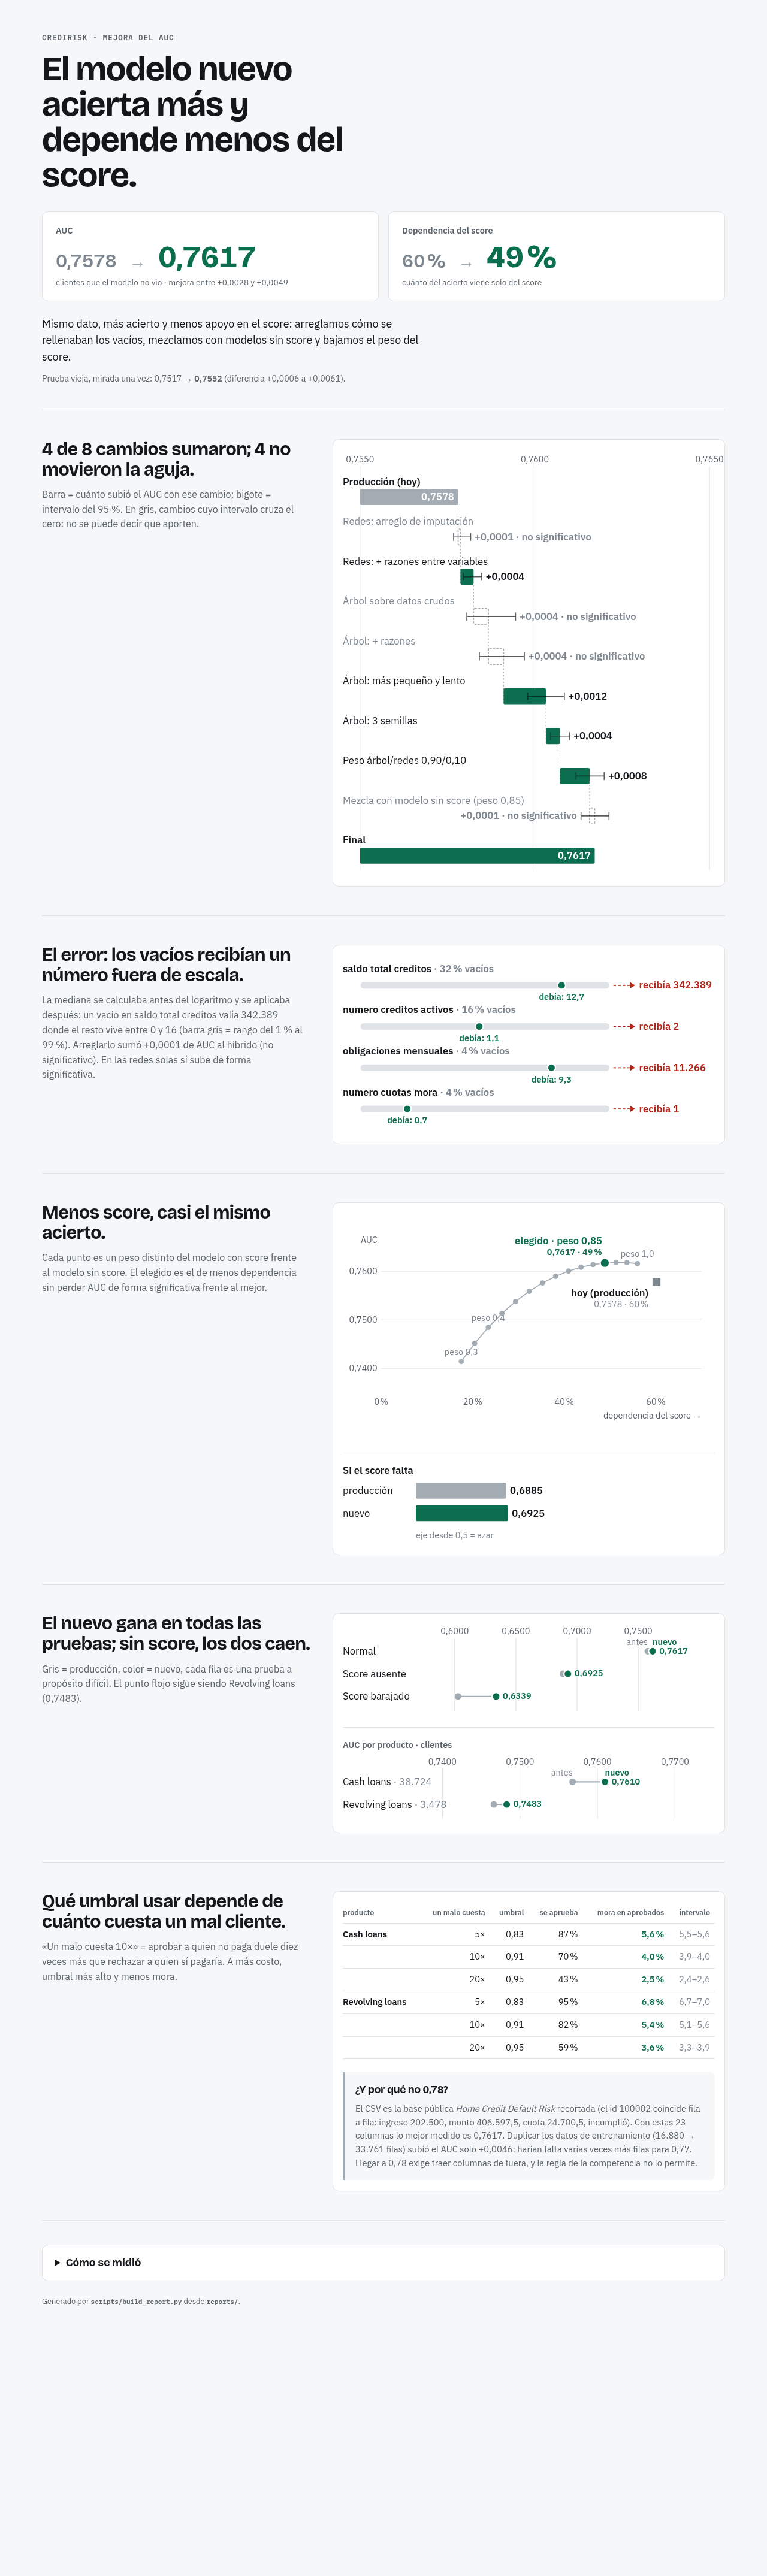 CREDIRISK · MEJORA DEL AUC
El modelo nuevo
acierta más y
depende menos del
score.
AUC
0,7578 → 0,7617
clientes que el modelo no vio · mejora entre +0,0028 y +0,0049
Dependencia del score
60 % → 49 %
cuánto del acierto viene solo del score
Mismo dato, más acierto y menos apoyo en el score: arreglamos cómo se
rellenaban los vacíos, mezclamos con modelos sin score y bajamos el peso del
score.
Prueba vieja, mirada una vez: 0,7517 → 0,7552 (diferencia +0,0006 a +0,0061).
4 de 8 cambios sumaron; 4 no
movieron la aguja.
Barra = cuánto subió el AUC con ese cambio; bigote =
intervalo del 95 %. En gris, cambios cuyo intervalo cruza el
cero: no se puede decir que aporten.
0,7550 0,7600 0,7650
Producción (hoy)
0,7578
Redes: arreglo de imputación
+0,0001 · no significativo
Redes: + razones entre variables
+0,0004
Árbol sobre datos crudos
+0,0004 · no significativo
Árbol: + razones
+0,0004 · no significativo
Árbol: más pequeño y lento
+0,0012
Árbol: 3 semillas
+0,0004
Peso árbol/redes 0,90/0,10
+0,0008
Mezcla con modelo sin score (peso 0,85)
+0,0001 · no significativo
Final
0,7617
El error: los vacíos recibían un
número fuera de escala.
La mediana se calculaba antes del logaritmo y se aplicaba
después: un vacío en saldo total creditos valía 342.389
donde el resto vive entre 0 y 16 (barra gris = rango del 1 % al
99 %). Arreglarlo sumó +0,0001 de AUC al híbrido (no
significativo). En las redes solas sí sube de forma
significativa.
saldo total creditos · 32 % vacíos
recibía 342.389
debía: 12,7
numero creditos activos · 16 % vacíos
recibía 2
debía: 1,1
obligaciones mensuales · 4 % vacíos
recibía 11.266
debía: 9,3
numero cuotas mora · 4 % vacíos
recibía 1
debía: 0,7
Menos score, casi el mismo
acierto.
Cada punto es un peso distinto del modelo con score frente
al modelo sin score. El elegido es el de menos dependencia
sin perder AUC de forma significativa frente al mejor.
AUC
elegido · peso 0,85
0,7617 · 49 %
peso 1,0
0,7600
hoy (producción)
0,7578 · 60 %
0,7500
peso 0,4
peso 0,3
0,7400
0 % 20 % 40 % 60 %
dependencia del score →
Si el score falta
producción 0,6885
nuevo 0,6925
eje desde 0,5 = azar
El nuevo gana en todas las
pruebas; sin score, los dos caen.
Gris = producción, color = nuevo, cada fila es una prueba a
propósito difícil. El punto flojo sigue siendo Revolving loans
(0,7483).
0,6000 0,6500 0,7000 0,7500
antes nuevo
Normal 0,7617
Score ausente 0,6925
Score barajado 0,6339
AUC por producto · clientes
0,7400 0,7500 0,7600 0,7700
antes nuevo
Cash loans · 38.724 0,7610
Revolving loans · 3.478 0,7483
Qué umbral usar depende de
cuánto cuesta un mal cliente.
«Un malo cuesta 10×» = aprobar a quien no paga duele diez
veces más que rechazar a quien sí pagaría. A más costo,
umbral más alto y menos mora.
producto un malo cuesta umbral se aprueba mora en aprobados intervalo
Cash loans 5× 0,83 87 % 5,6 % 5,5–5,6
10× 0,91 70 % 4,0 % 3,9–4,0
20× 0,95 43 % 2,5 % 2,4–2,6
Revolving loans 5× 0,83 95 % 6,8 % 6,7–7,0
10× 0,91 82 % 5,4 % 5,1–5,6
20× 0,95 59 % 3,6 % 3,3–3,9
¿Y por qué no 0,78?
El CSV es la base pública Home Credit Default Risk recortada (el id 100002 coincide fila
a fila: ingreso 202.500, monto 406.597,5, cuota 24.700,5, incumplió). Con estas 23
columnas lo mejor medido es 0,7617. Duplicar los datos de entrenamiento (16.880 →
33.761 filas) subió el AUC solo +0,0046: harían falta varias veces más filas para 0,77.
Llegar a 0,78 exige traer columnas de fuera, y la regla de la competencia no lo permite.
▶ Cómo se midió
Generado por scripts/build_report.py desde reports/.